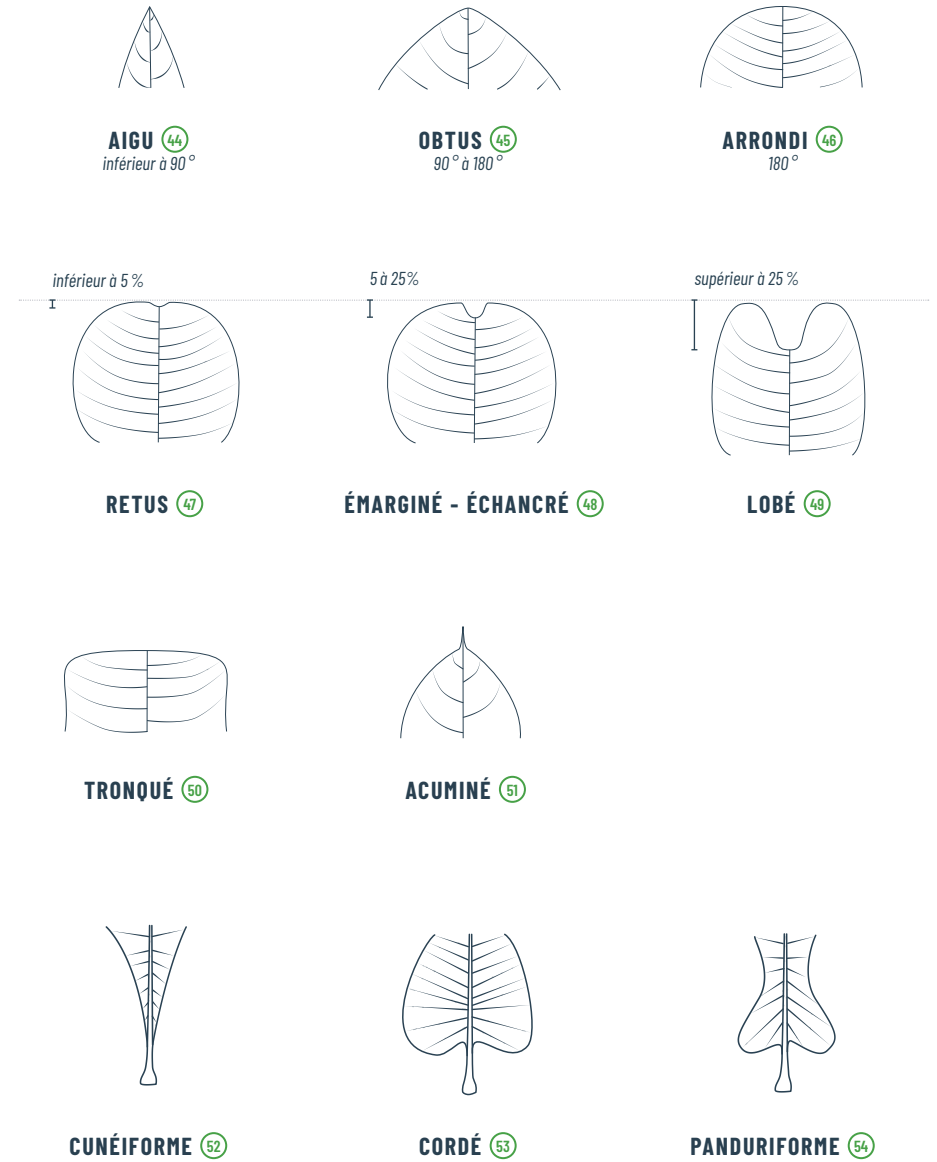 AIGU 44
inférieur à 90°
OBTUS 45
90° à 180°
ARRONDI 46
180°
inférieur à 5 %
5 à 25%
supérieur à 25 %
RETUS 47
ÉMARGINÉ - ÉCHANCRÉ 48
LOBÉ 49
TRONQUÉ 50
ACUMINÉ 51
CUNÉIFORME 52
CORDÉ 53
PANDURIFORME 54